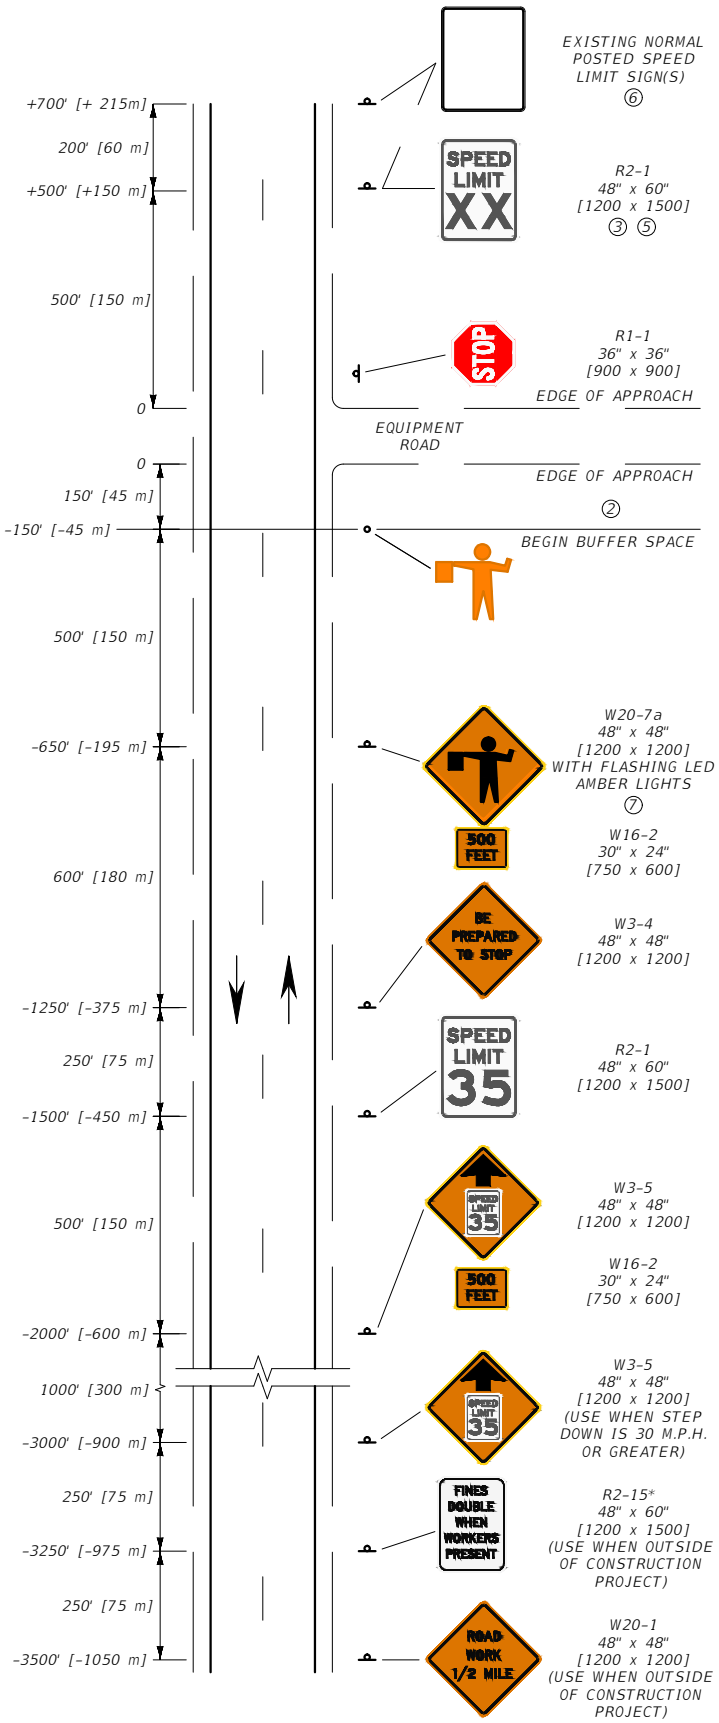 EXISTING NORMAL
POSTED SPEED
LIMIT SIGN(S)
6
+700' [+ 215m]
200' [60 m]
SPEED
LIMIT
XX
R2-1
48" x 60"
[1200 x 1500]
3 5
+500' [+150 m]
500' [150 m]
STOP
R1-1
36" x 36"
[900 x 900]
EDGE OF APPROACH
0
EQUIPMENT
ROAD
0
EDGE OF APPROACH
150' [45 m]
2
-150' [-45 m]
BEGIN BUFFER SPACE
500' [150 m]
W20-7a
48" x 48"
[1200 x 1200]
WITH FLASHING LED
AMBER LIGHTS
7
-650' [-195 m]
500
FEET
W16-2
30" x 24"
[750 x 600]
600' [180 m]
BE
PREPARED
TO STOP
W3-4
48" x 48"
[1200 x 1200]
-1250' [-375 m]
250' [75 m]
SPEED
LIMIT
35
R2-1
48" x 60"
[1200 x 1500]
-1500' [-450 m]
500' [150 m]
SPEED
LIMIT
35
W3-5
48" x 48"
[1200 x 1200]
500
FEET
W16-2
30" x 24"
[750 x 600]
-2000' [-600 m]
1000' [300 m]
SPEED
LIMIT
35
W3-5
48" x 48"
[1200 x 1200]
(USE WHEN STEP
DOWN IS 30 M.P.H.
OR GREATER)
-3000' [-900 m]
250' [75 m]
FINES
DOUBLE
WHEN
WORKERS
PRESENT
R2-15*
48" x 60"
[1200 x 1500]
(USE WHEN OUTSIDE
OF CONSTRUCTION
PROJECT)
-3250' [-975 m]
250' [75 m]
ROAD
WORK
1/2 MILE
W20-1
48" x 48"
[1200 x 1200]
(USE WHEN OUTSIDE
OF CONSTRUCTION
PROJECT)
-3500' [-1050 m]